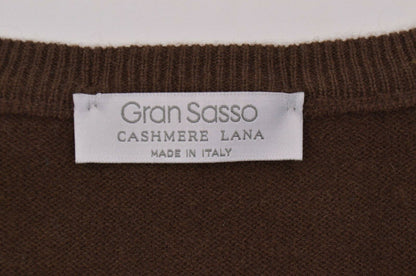 Gran Sasso
CASHMERE LANA
MADE IN ITALY